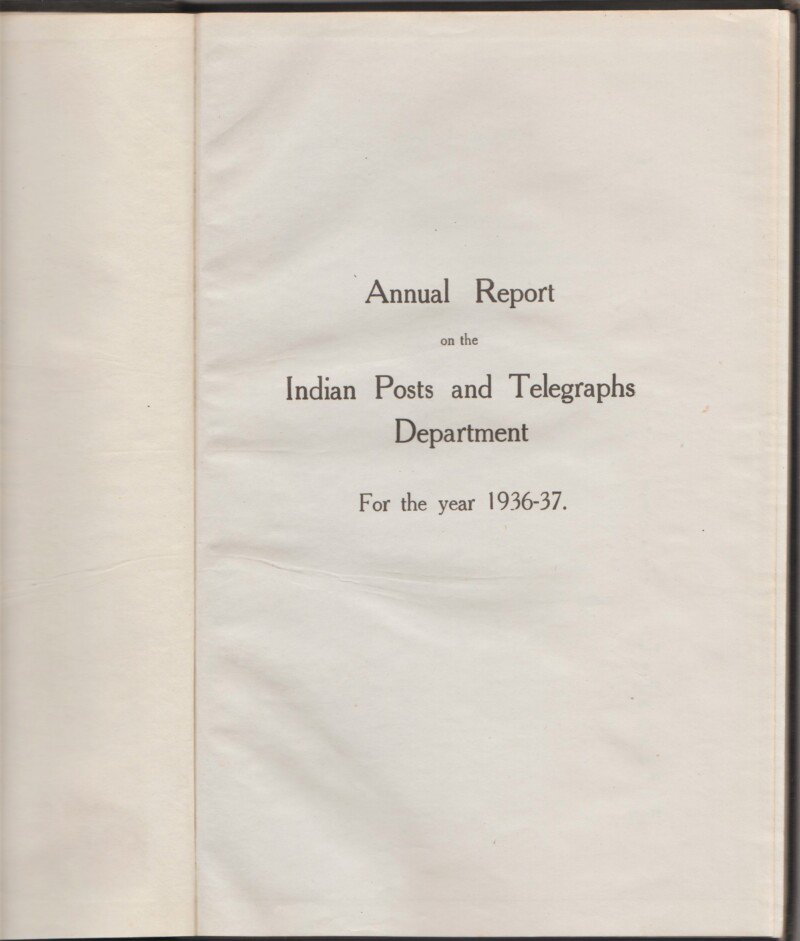 Annual Report
on the
Indian Posts and Telegraphs
Department
For the year 1936-37.